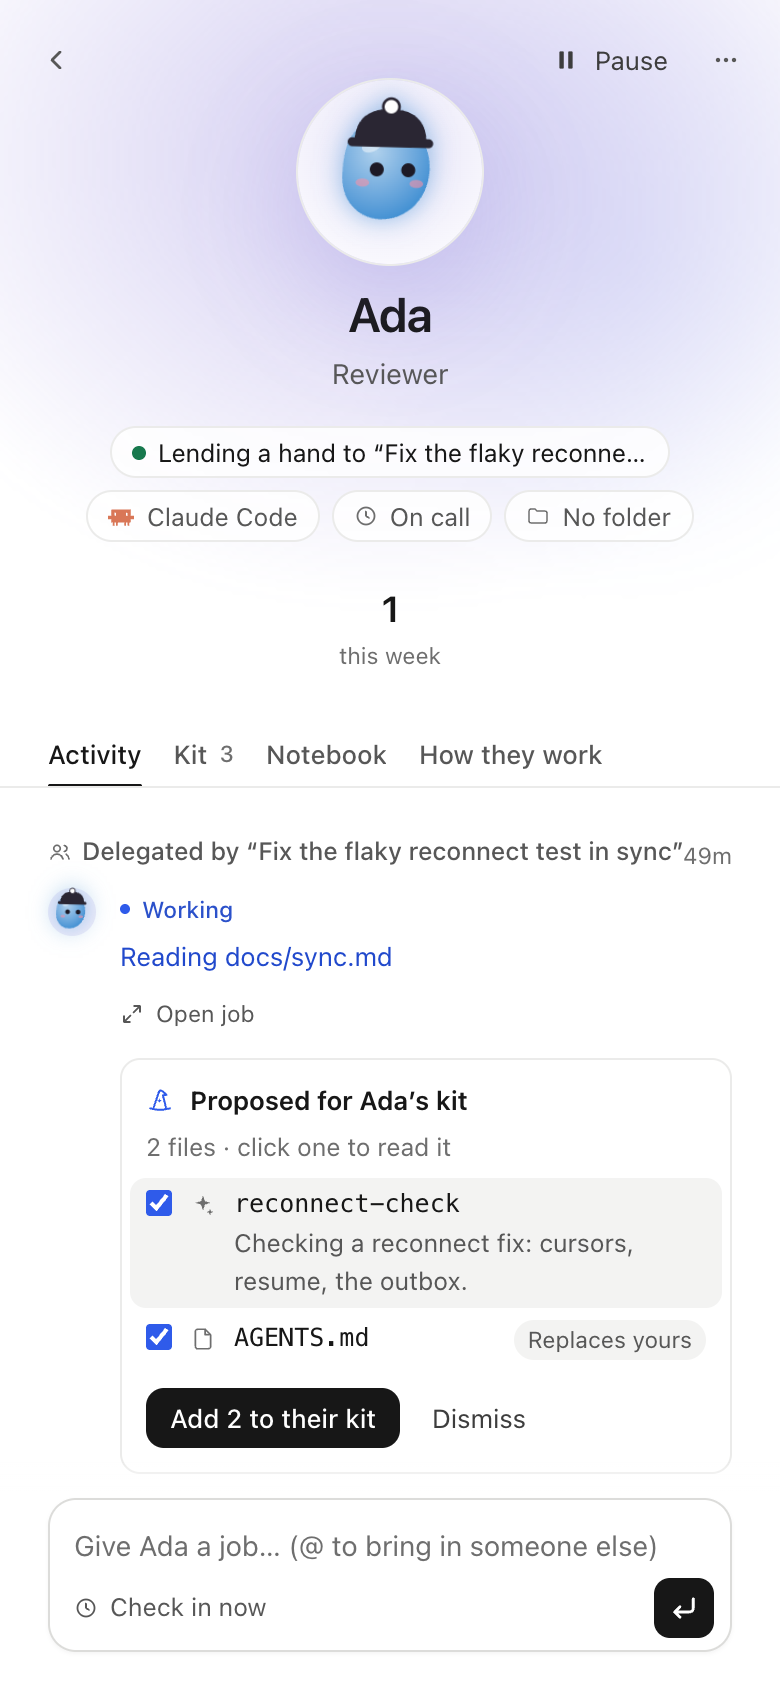 Pause
Ada
Reviewer
Lending a hand to “Fix the flaky reconne...
Claude Code
On call
No folder
1
this week
Activity
Kit 3
Notebook
How they work
Delegated by “Fix the flaky reconnect test in sync” 49m
Working
Reading docs/sync.md
Open job
Proposed for Ada’s kit
2 files · click one to read it
reconnect-check
Checking a reconnect fix: cursors,
resume, the outbox.
AGENTS.md
Replaces yours
Add 2 to their kit
Dismiss
Give Ada a job... (@ to bring in someone else)
Check in now